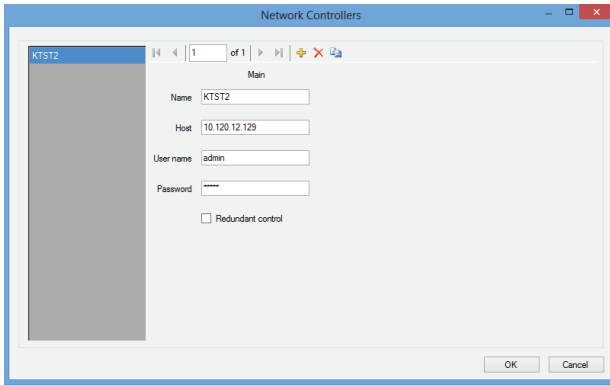 Network Controllers
KTST2
1 of 1
Main
Name KTST2
Host 10.120.12.129
User name admin
Password *****
Redundant control
OK Cancel